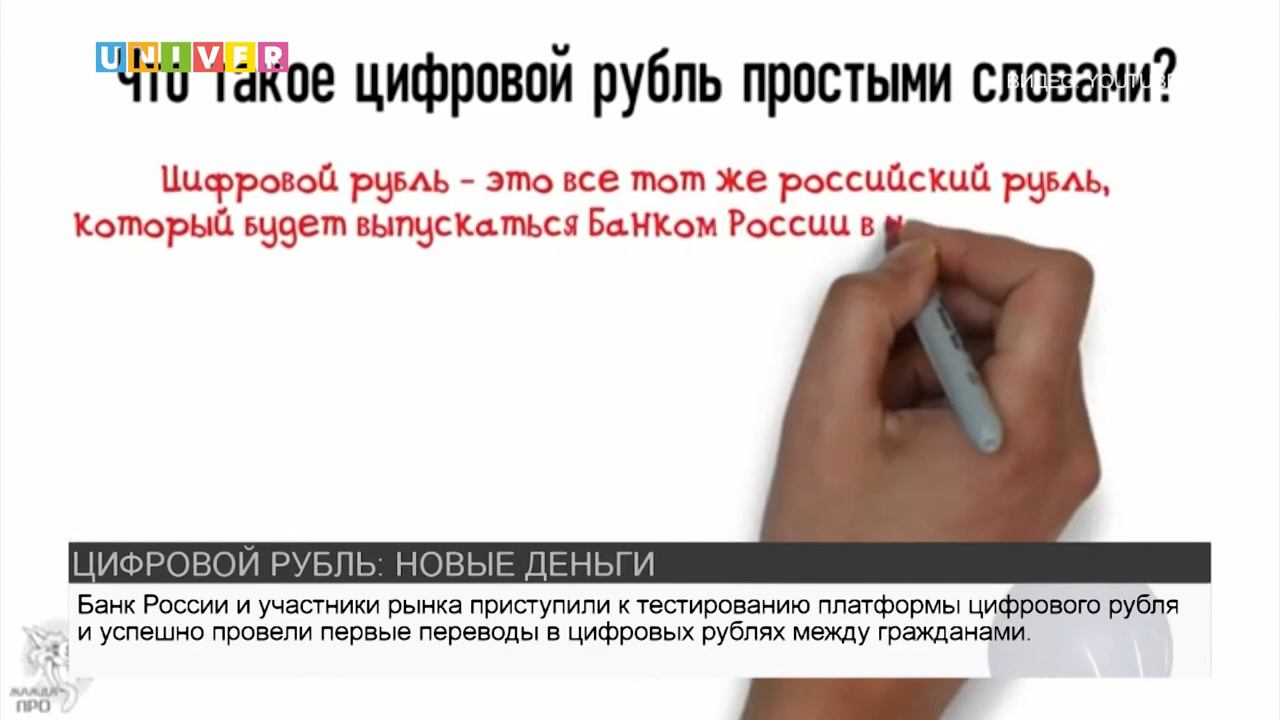 UNIVER
Что такое цифровой рубль простыми словами?
ВИДЕО: YOUTUBE
Цифровой рубль - это все тот же российский рубль,
который будет выпускаться Банком России в
ЦИФРОВОЙ РУБЛЬ: НОВЫЕ ДЕНЬГИ
Банк России и участники рынка приступили к тестированию платформы цифрового рубля
и успешно провели первые переводы в цифровых рублях между гражданами.
ПРО